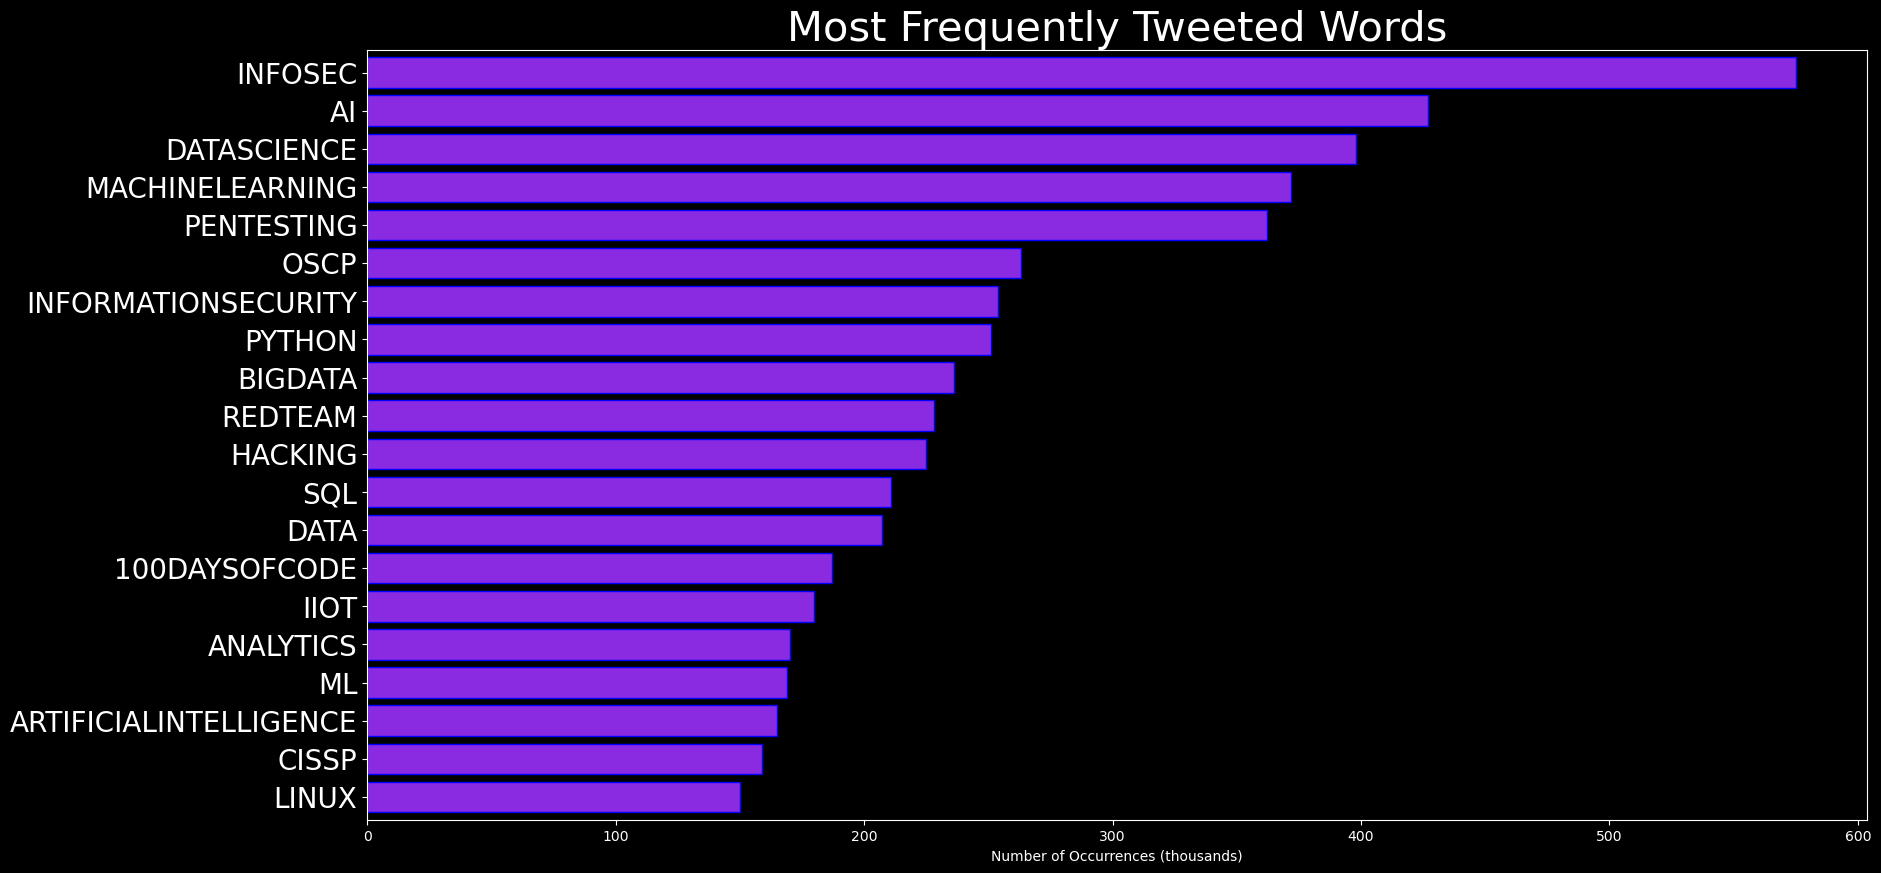 Most Frequently Tweeted Words
INFOSEC
AI
DATASCIENCE
MACHINELEARNING
PENTESTING
OSCP
INFORMATIONSECURITY
PYTHON
BIGDATA
REDTEAM
HACKING
SQL
DATA
100DAYSOFCODE
IIOT
ANALYTICS
ML
ARTIFICIALINTELLIGENCE
CISSP
LINUX
0 100 200 300 400 500 600
Number of Occurrences (thousands)